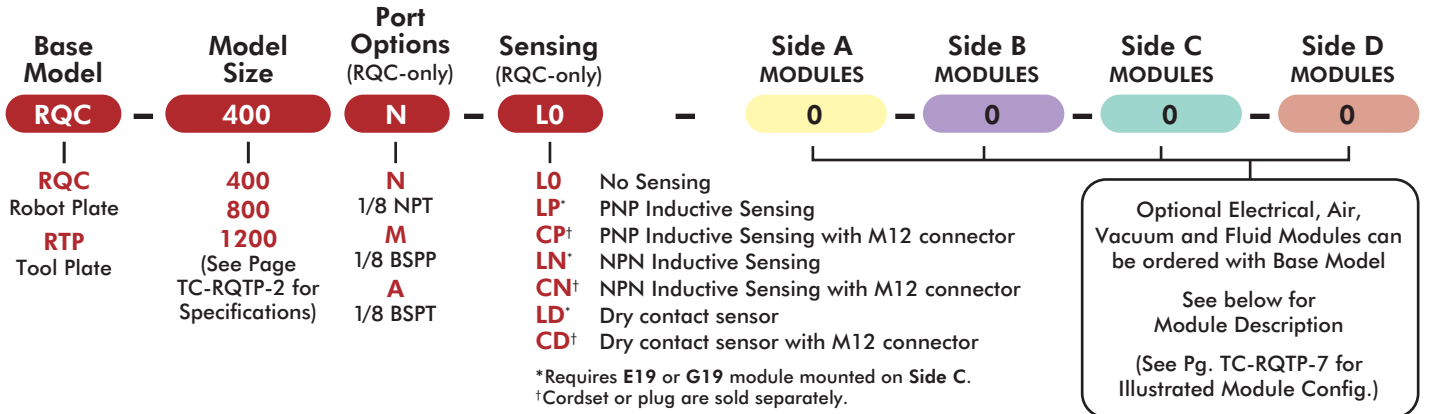 Base Model
Model Size
Port Options (RQC-only)
Sensing (RQC-only)
Side A MODULES
Side B MODULES
Side C MODULES
Side D MODULES
RQC – 400 N – L0 – 0 – 0 – 0 – 0
RQC
Robot Plate
RTP
Tool Plate
400
800
1200
(See Page
TC-RQTP-2 for
Specifications)
N
1/8 NPT
M
1/8 BSPP
A
1/8 BSPT
L0 No Sensing
LP* PNP Inductive Sensing
CP† PNP Inductive Sensing with M12 connector
LN* NPN Inductive Sensing
CN† NPN Inductive Sensing with M12 connector
LD* Dry contact sensor
CD† Dry contact sensor with M12 connector
*Requires E19 or G19 module mounted on Side C.
†Cordset or plug are sold separately.
Optional Electrical, Air,
Vacuum and Fluid Modules can
be ordered with Base Model
See below for
Module Description
(See Pg. TC-RQTP-7 for
Illustrated Module Config.)